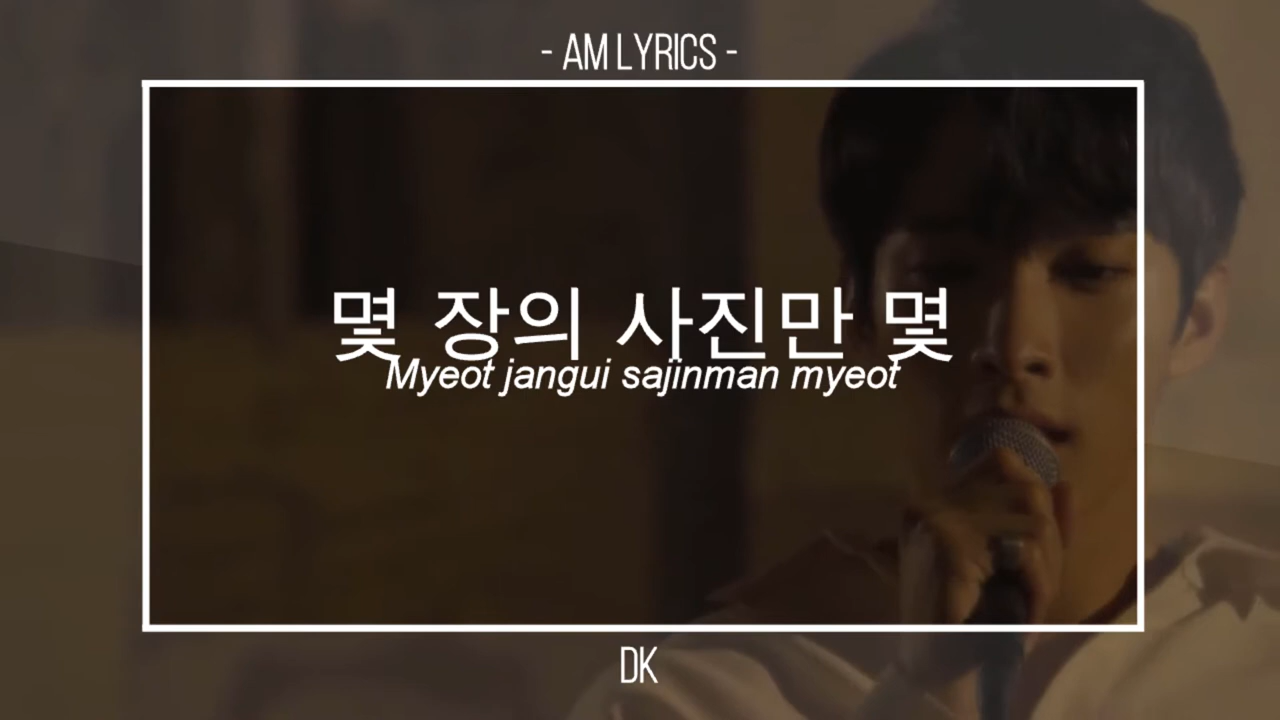 - AM LYRICS -
몇 장의 사진만 몇
Myeot jangui sajinman myeot
DK